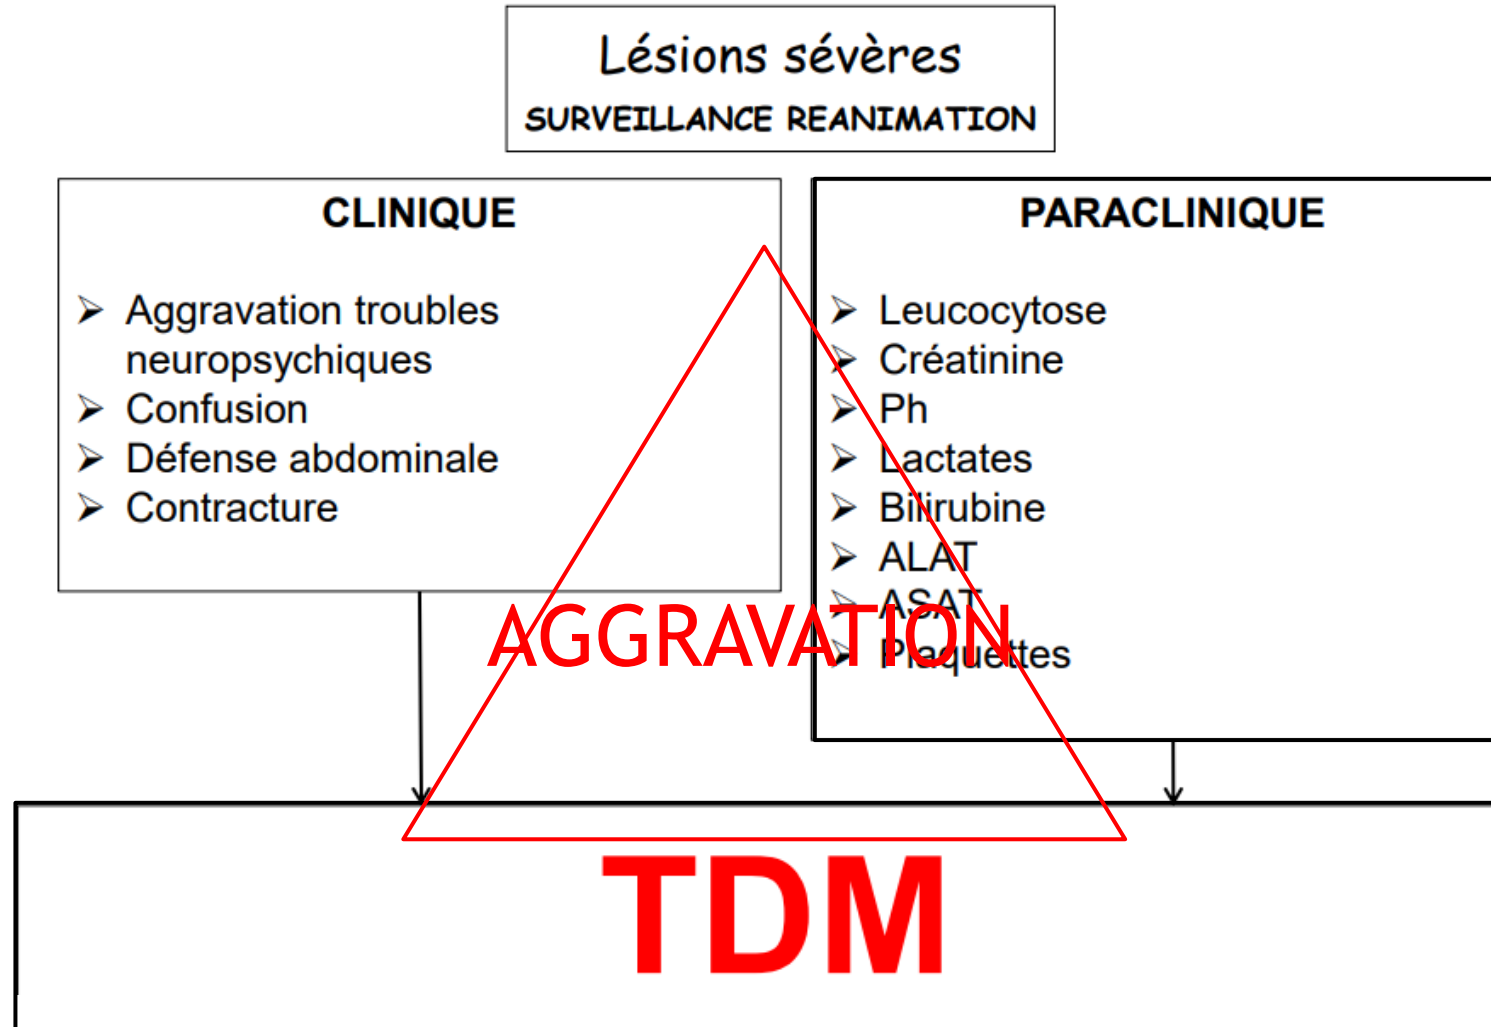 Lésions sévères
SURVEILLANCE REANIMATION
CLINIQUE
➢ Aggravation troubles
neuropsychiques
➢ Confusion
➢ Défense abdominale
➢ Contracture
PARACLINIQUE
➢ Leucocytose
➢ Créatinine
➢ Ph
➢ Lactates
➢ Bilirubine
➢ ALAT
➢ ASAT
➢ Plaquettes
AGGRAVATION
TDM